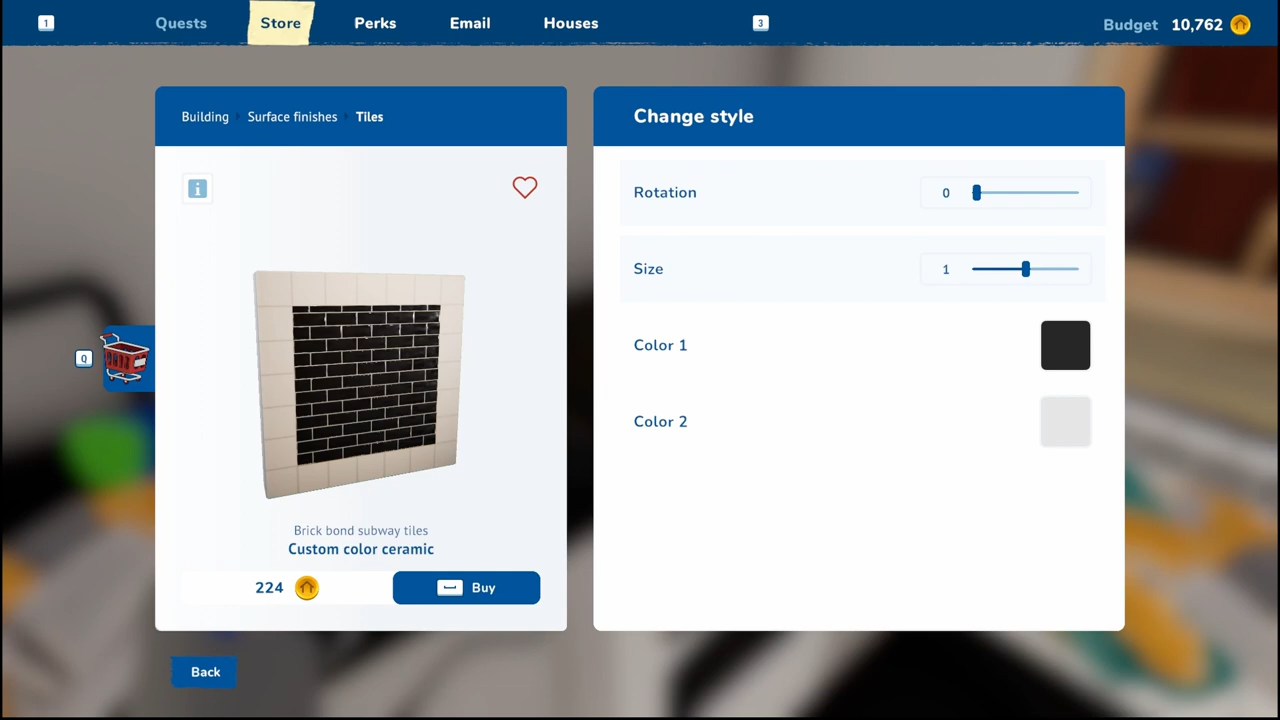 1 Quests Store Perks Email Houses 3 Budget 10,762
Building Surface finishes Tiles
Change style
i
Rotation 0
Size 1
Color 1
Q
Color 2
Brick bond subway tiles
Custom color ceramic
224 Buy
Back